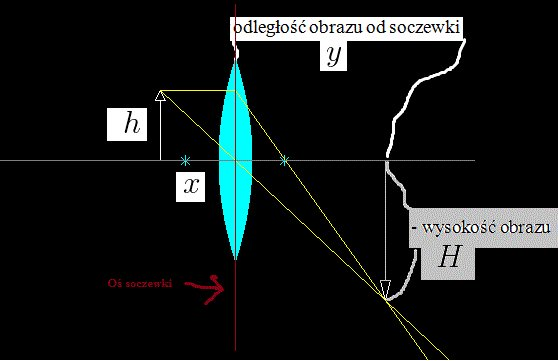 odległość obrazu od soczewki
y
h
x
- wysokość obrazu
H
Oś soczewki